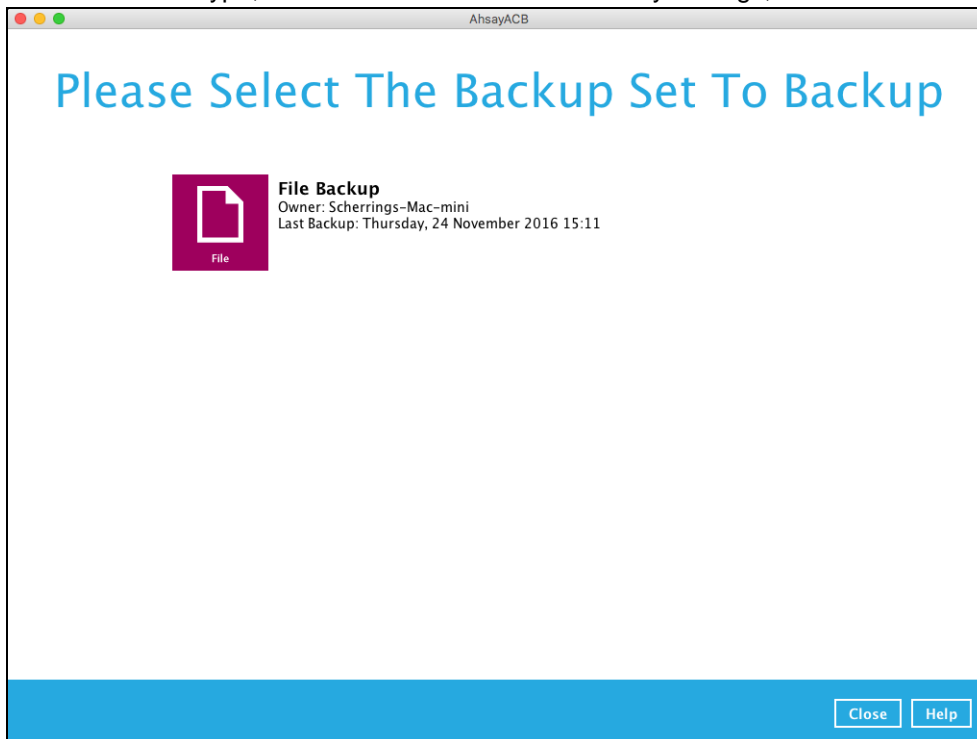 AhsayACB
Please Select The Backup Set To Backup
File Backup
Owner: Scherrings-Mac-mini
Last Backup: Thursday, 24 November 2016 15:11
File
Close Help